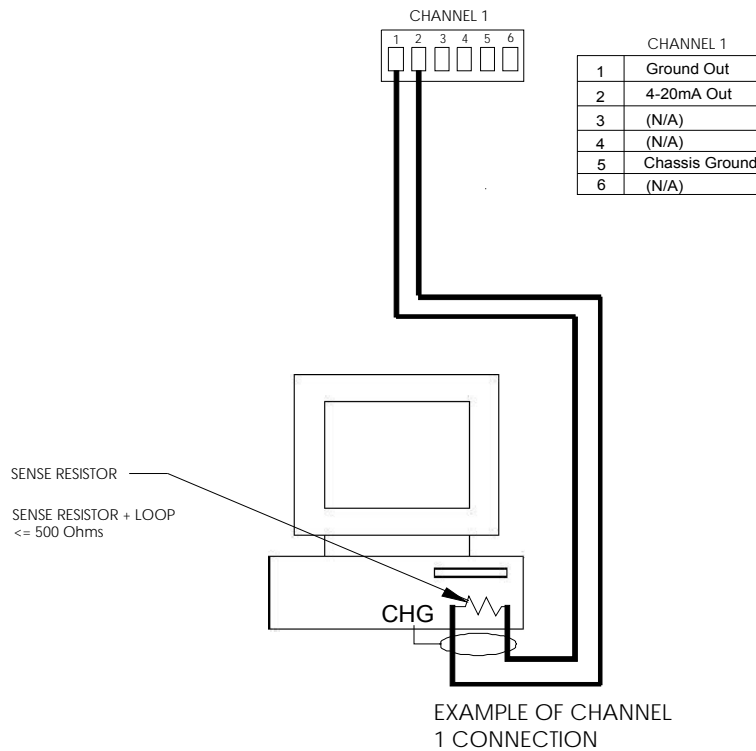 CHANNEL 1
1 2 3 4 5 6
CHANNEL 1
1 Ground Out
2 4-20mA Out
3 (N/A)
4 (N/A)
5 Chassis Ground
6 (N/A)
SENSE RESISTOR
SENSE RESISTOR + LOOP
<= 500 Ohms
CHG
EXAMPLE OF CHANNEL
1 CONNECTION